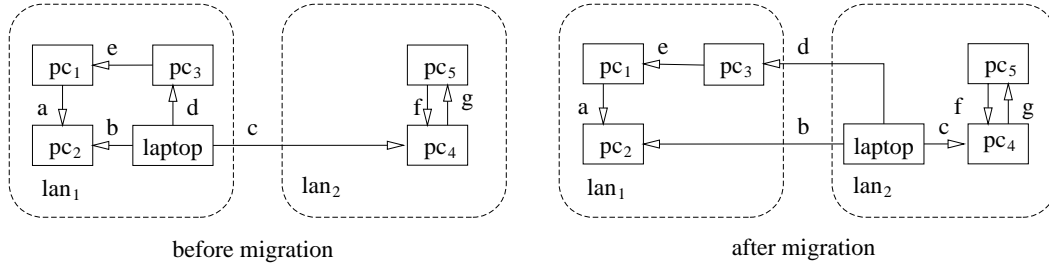 e
pc₁
pc₃
a
d
b
c
pc₂
laptop
lan₁
pc₅
f
g
pc₄
lan₂
before migration
d
e
pc₁
pc₃
a
b
pc₂
lan₁
pc₅
f
g
c
laptop
pc₄
lan₂
after migration